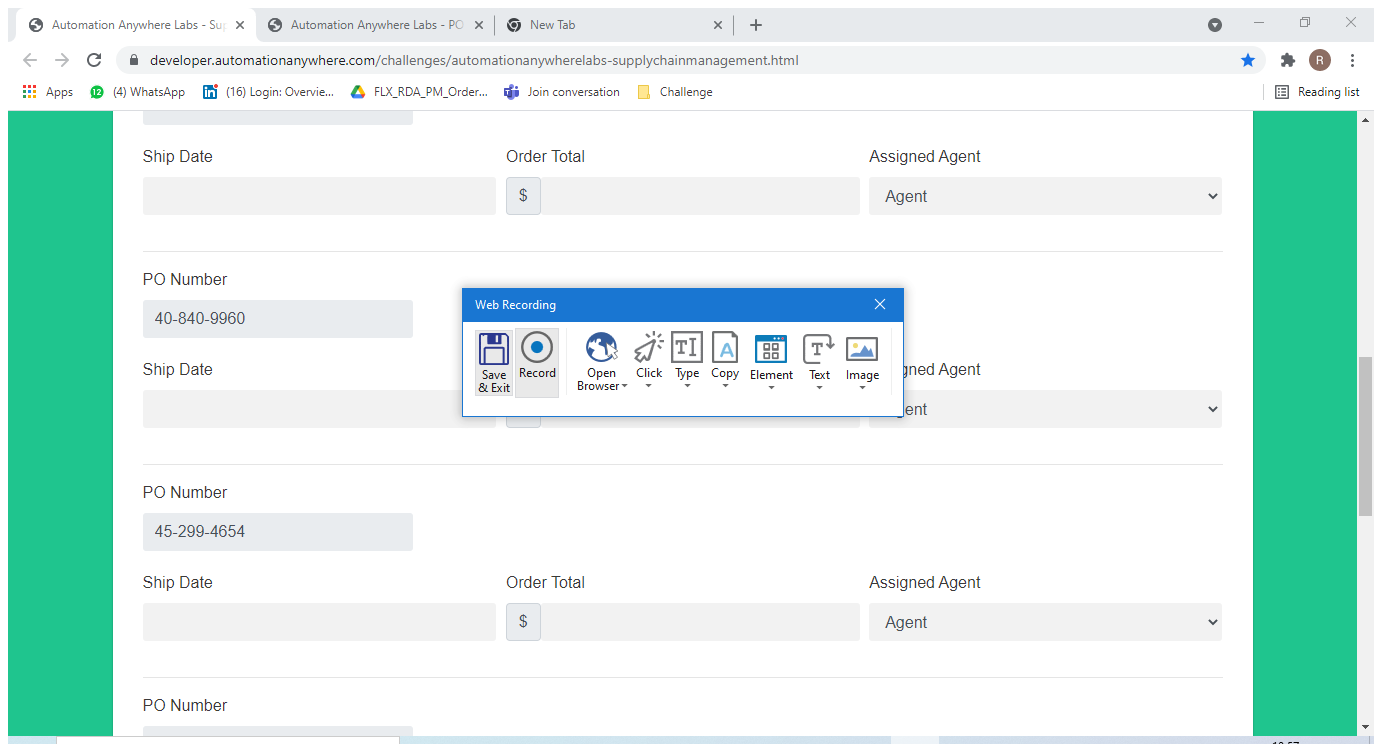 Automation Anywhere Labs - Sup
Automation Anywhere Labs - PO
New Tab
developer.automationanywhere.com/challenges/automationanywherelabs-supplychainmanagement.html
R
Apps
12
(4) WhatsApp
(16) Login: Overvie...
FLX_RDA_PM_Order...
Join conversation
Challenge
Reading list
Ship Date
Order Total
Assigned Agent
$
Agent
PO Number
40-840-9960
Web Recording
Save & Exit
Record
Open Browser
Click
Type
Copy
Element
Text
Image
Ship Date
gned Agent
ent
PO Number
45-299-4654
Ship Date
Order Total
Assigned Agent
$
Agent
PO Number